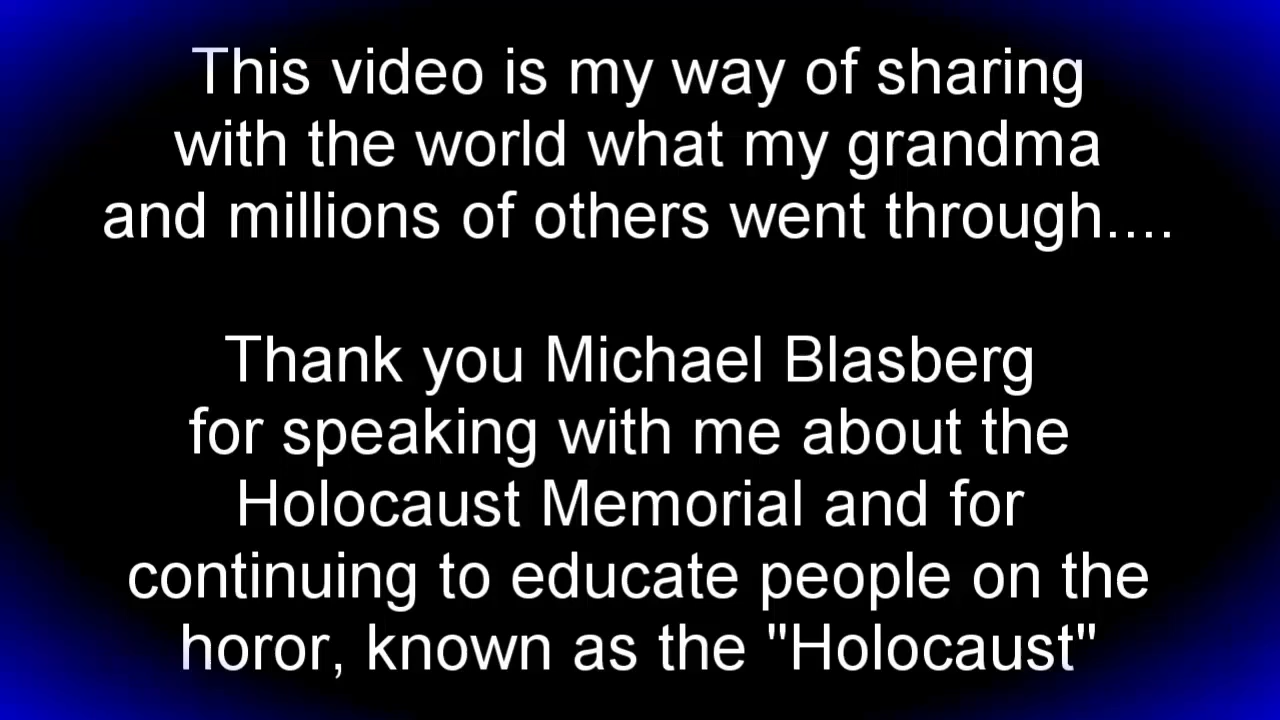 This video is my way of sharing
with the world what my grandma
and millions of others went through....
Thank you Michael Blasberg
for speaking with me about the
Holocaust Memorial and for
continuing to educate people on the
horor, known as the "Holocaust"